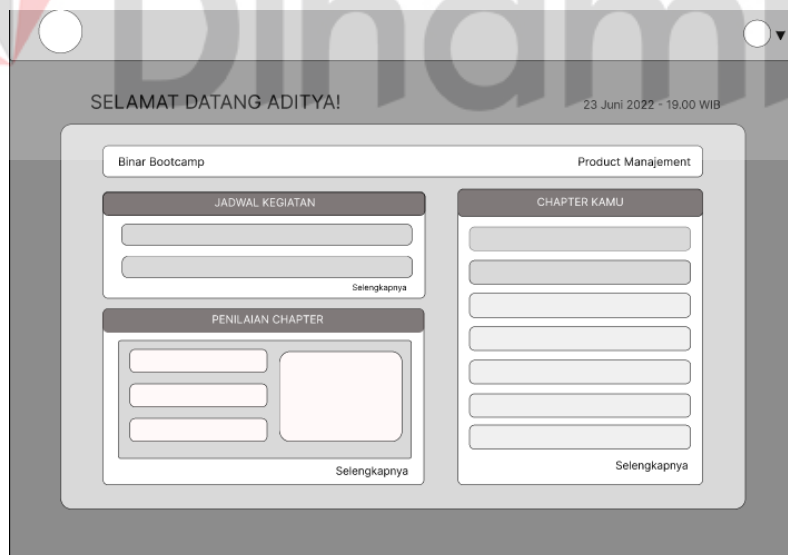 Dinami
SELAMAT DATANG ADITYA!
23 Juni 2022 - 19.00 WIB
Binar Bootcamp
Product Manajement
JADWAL KEGIATAN
Selengkapnya
PENILAIAN CHAPTER
Selengkapnya
CHAPTER KAMU
Selengkapnya